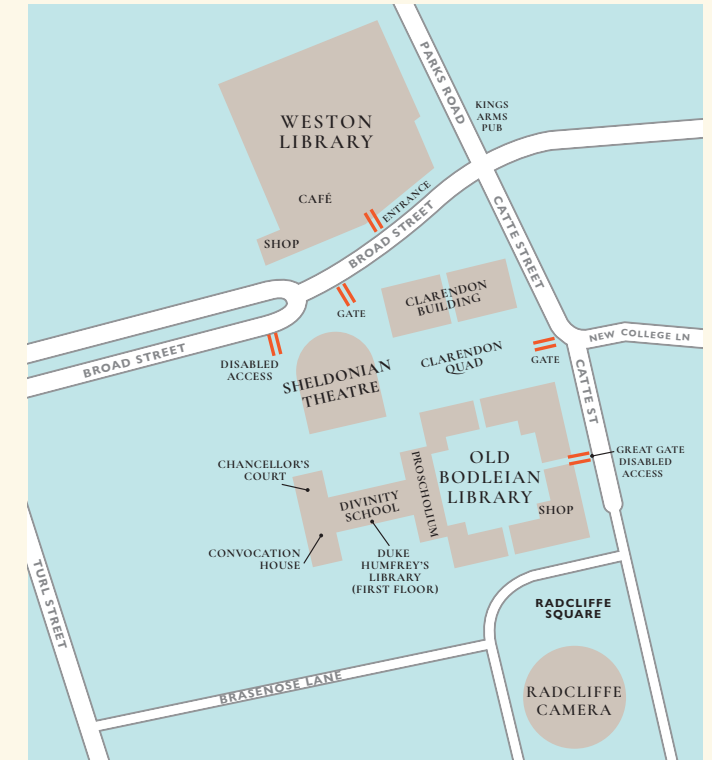 PARKS ROAD
KINGS
ARMS
PUB
WESTON
LIBRARY
CAFÉ
ENTRANCE
SHOP
BROAD STREET
CATTE STREET
CLARENDON
BUILDING
GATE
NEW COLLEGE LN
BROAD STREET
DISABLED
ACCESS
SHELDONIAN
THEATRE
CLARENDON
QUAD
GATE
CATTE ST
GREAT GATE
DISABLED
ACCESS
CHANCELLOR'S
COURT
PROSCHOLIUM
OLD
BODLEIAN
LIBRARY
DIVINITY
SCHOOL
SHOP
CONVOCATION
HOUSE
DUKE
HUMFREY'S
LIBRARY
(FIRST FLOOR)
TURL STREET
RADCLIFFE
SQUARE
BRASENOSE LANE
RADCLIFFE
CAMERA